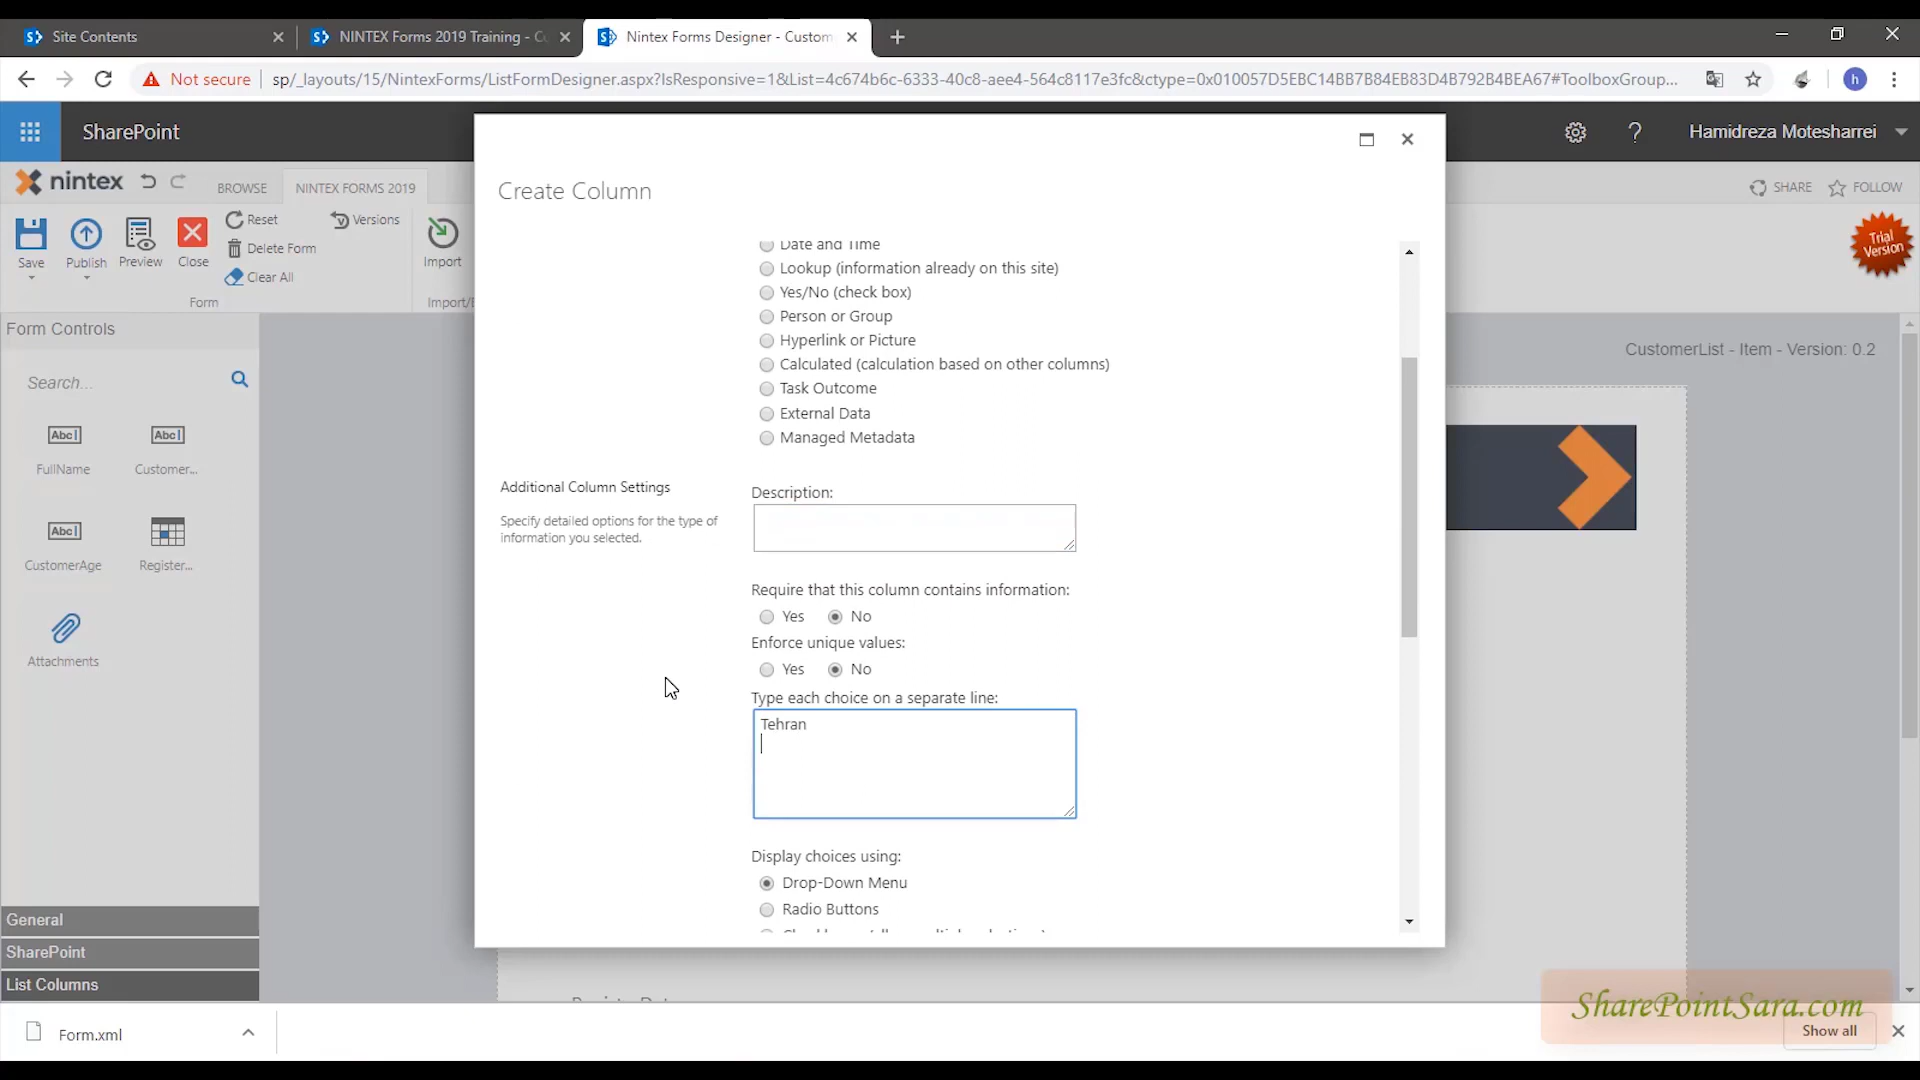 Site Contents
NINTEX Forms 2019 Training - Cu
Nintex Forms Designer - Custom
Not secure
sp/_layouts/15/NintexForms/ListFormDesigner.aspx?IsResponsive=1&List=4c674b6c-6333-40c8-aee4-564c8117e3fc&ctype=0x010057D5EBC14BB7B84EB83D4B792B4BEA67#ToolboxGroup...
h
SharePoint
Hamidreza Motesharrei
nintex
BROWSE
NINTEX FORMS 2019
SHARE
FOLLOW
Save
Publish
Preview
Close
Reset
Delete Form
Clear All
Versions
Import
Form
Import/E
Trial Version
Form Controls
Search...
FullName
Customer...
CustomerAge
Register...
Attachments
General
SharePoint
List Columns
CustomerList - Item - Version: 0.2
Create Column
Date and Time
Lookup (information already on this site)
Yes/No (check box)
Person or Group
Hyperlink or Picture
Calculated (calculation based on other columns)
Task Outcome
External Data
Managed Metadata
Additional Column Settings
Specify detailed options for the type of
information you selected.
Description:
Require that this column contains information:
Yes No
Enforce unique values:
Yes No
Type each choice on a separate line:
Tehran
Display choices using:
Drop-Down Menu
Radio Buttons
Form.xml
SharePointSara.com
Show all